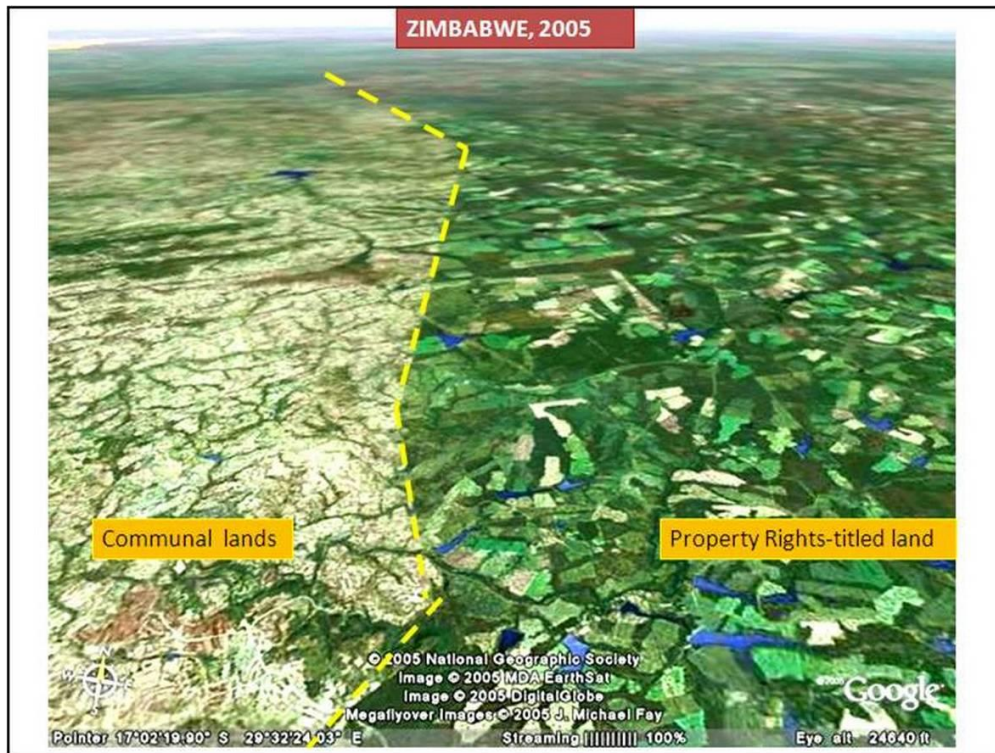 ZIMBABWE, 2005
Communal lands
Property Rights-titled land
© 2005 National Geographic Society
Image © 2005 MDA EarthSat
Image © 2005 DigitalGlobe
Megaflyover Images © 2005 J. Michael Fay
©2005 Google™
Pointer 17°02'19.90" S 29°32'24.03" E Streaming |||||||||| 100% Eye alt 24640 ft